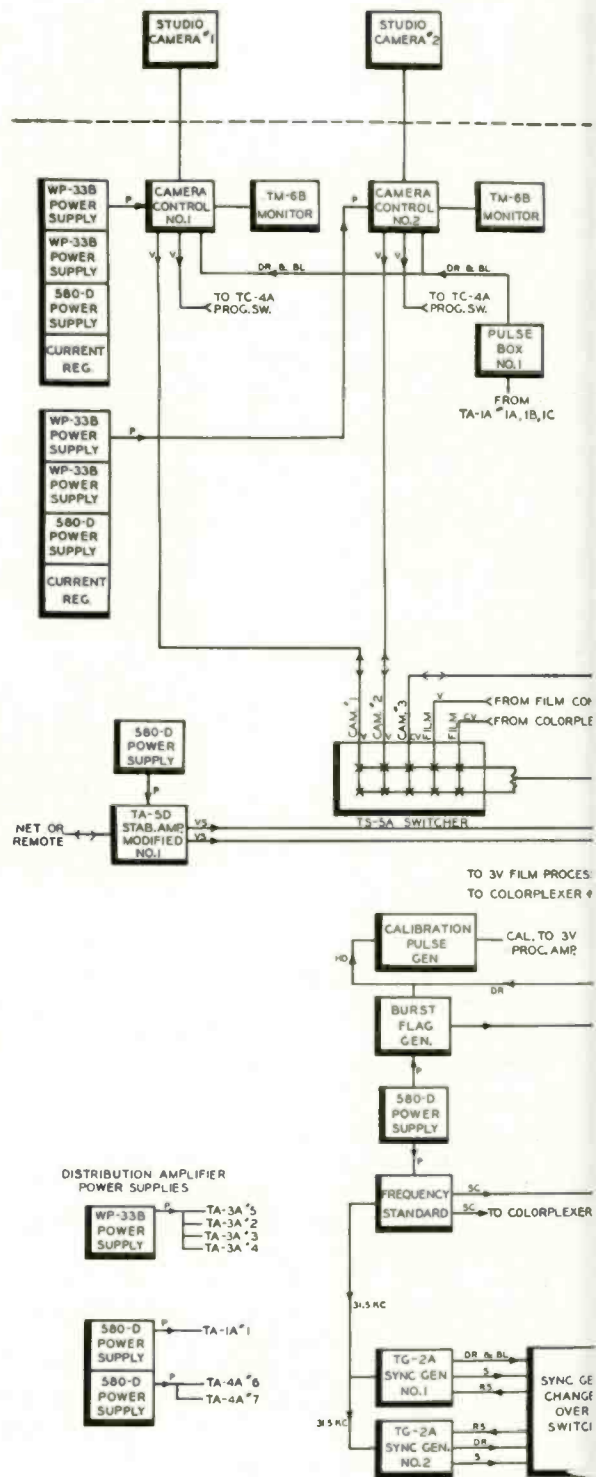 STUDIO
CAMERA #1
STUDIO
CAMERA #2
WP-33B
POWER
SUPPLY
WP-33B
POWER
SUPPLY
580-D
POWER
SUPPLY
CURRENT
REG.
P
CAMERA
CONTROL
NO.1
TM-6B
MONITOR
P
CAMERA
CONTROL
NO.2
TM-6B
MONITOR
V
V
DR & BL
V
V
DR & BL
TO TC-4A
PROG. SW.
TO TC-4A
PROG. SW.
PULSE
BOX
NO.1
FROM
TA-1A #1A, 1B, 1C
WP-33B
POWER
SUPPLY
WP-33B
POWER
SUPPLY
580-D
POWER
SUPPLY
CURRENT
REG.
P
CAM. #1
CAM. #2
CAM. #3
FILM
FILM
V
V
CV
V
CV
FROM FILM CON
FROM COLORPLE
TS-5A SWITCHER
580-D
POWER
SUPPLY
P
NET OR
REMOTE
TA-5D
STAB. AMP.
MODIFIED
NO.1
VS
VS
TO 3V FILM PROCES
TO COLORPLEXER
CALIBRATION
PULSE
GEN
CAL. TO 3V
PROC. AMP.
HD
DR
BURST
FLAG
GEN.
P
580-D
POWER
SUPPLY
P
FREQUENCY
STANDARD
SC
SC
TO COLORPLEXER
DISTRIBUTION AMPLIFIER
POWER SUPPLIES
WP-33B
POWER
SUPPLY
P
TA-3A #5
TA-3A #2
TA-3A #3
TA-3A #4
31.5 KC
580-D
POWER
SUPPLY
P
TA-1A #1
580-D
POWER
SUPPLY
P
TA-4A #6
TA-4A #7
TG-2A
SYNC GEN
NO.1
DR & BL
S
RS
31.5 KC
TG-2A
SYNC GEN.
NO.2
RS
DR
S
SYNC GE
CHANGE
OVER
SWITCH